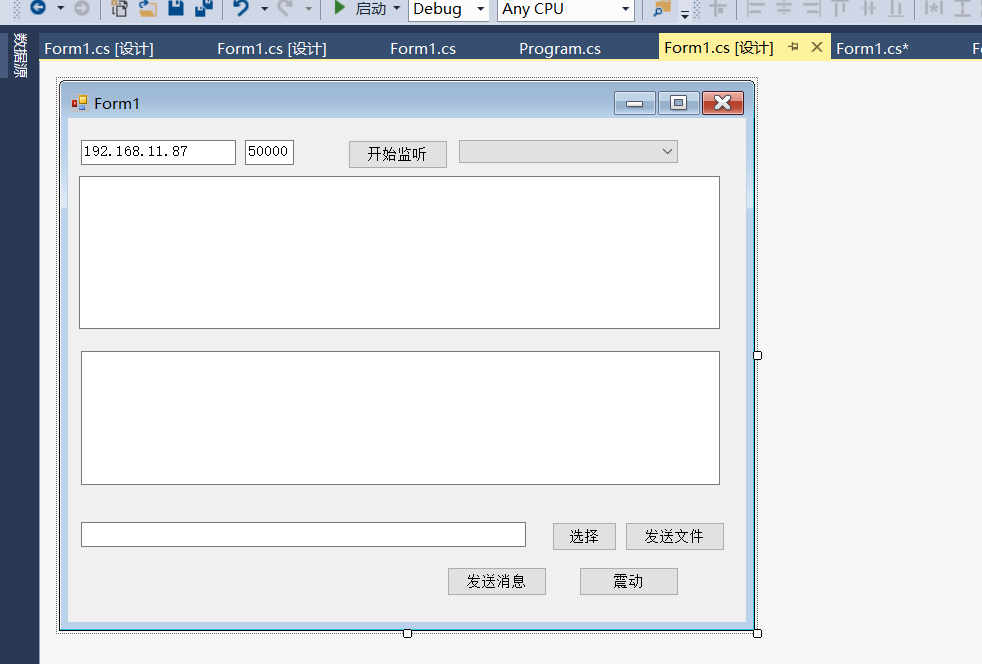 启动 Debug Any CPU
数据源
Form1.cs [设计] Form1.cs [设计] Form1.cs Program.cs Form1.cs [设计] Form1.cs* F
Form1
192.168.11.87 50000 开始监听
选择 发送文件
发送消息 震动